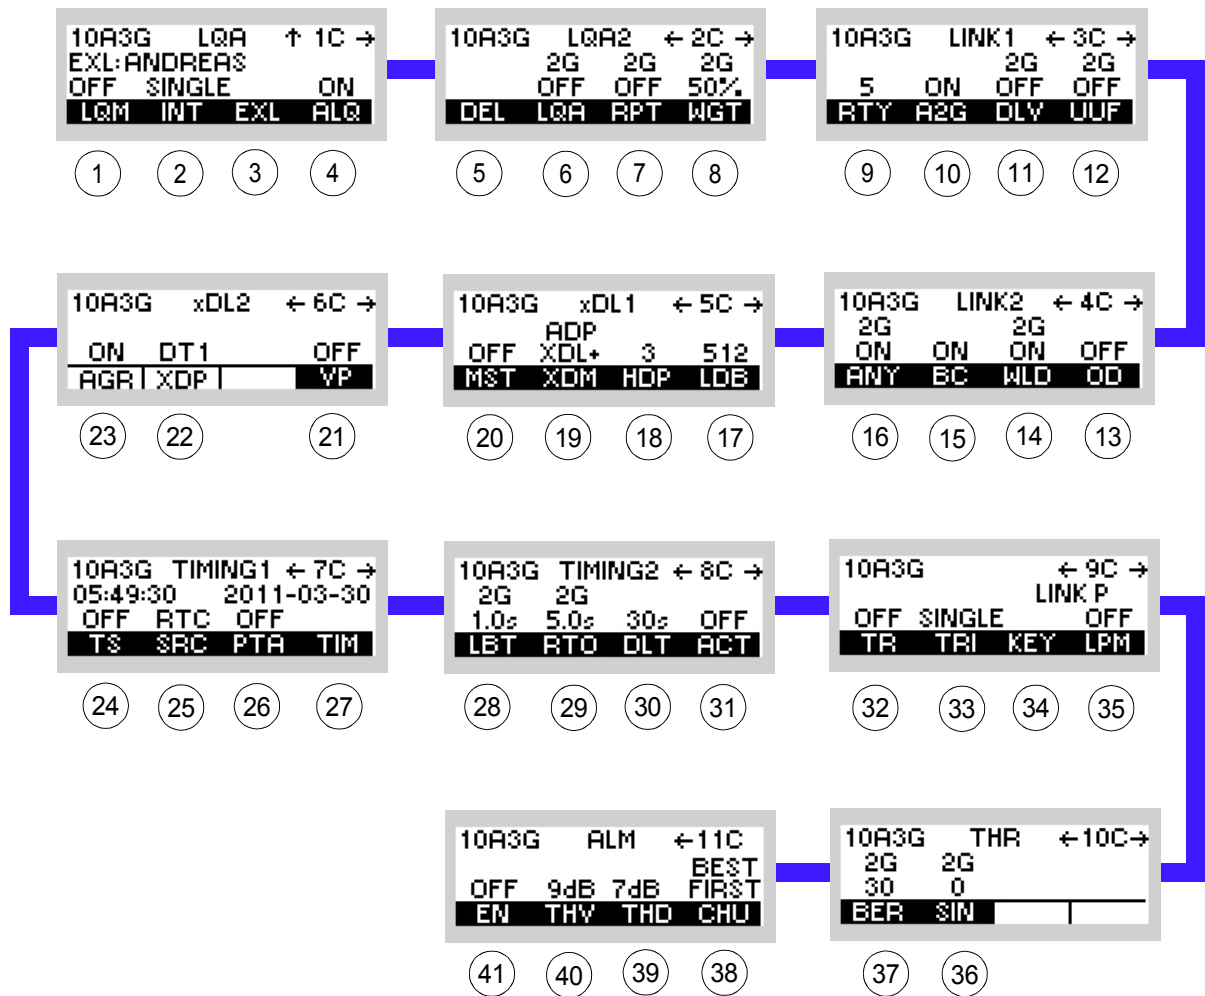 10A3G LQA ↑ 1C →
EXL:ANDREAS
OFF SINGLE ON
LQM INT EXL ALQ
1 2 3 4
10A3G LQA2 ← 2C →
2G 2G 2G
OFF OFF 50%
DEL LQA RPT WGT
5 6 7 8
10A3G LINK1 ← 3C →
2G 2G
5 ON OFF OFF
RTY A2G DLV UUF
9 10 11 12
10A3G xDL2 ← 6C →
ON DT1 OFF
AGR XDP VP
23 22 21
10A3G xDL1 ← 5C →
ADP
OFF XDL+ 3 512
MST XDM HDP LDB
20 19 18 17
10A3G LINK2 ← 4C →
2G 2G
ON ON ON OFF
ANY BC WLD OD
16 15 14 13
10A3G TIMING1 ← 7C →
05:49:30 2011-03-30
OFF RTC OFF
TS SRC PTA TIM
24 25 26 27
10A3G TIMING2 ← 8C →
2G 2G
1.0s 5.0s 30s OFF
LBT RTO DLT ACT
28 29 30 31
10A3G ← 9C →
LINK P
OFF SINGLE OFF
TR TRI KEY LPM
32 33 34 35
10A3G ALM ←11C
BEST
OFF 9dB 7dB FIRST
EN THV THD CHU
41 40 39 38
10A3G THR ←10C→
2G 2G
30 0
BER SIN
37 36